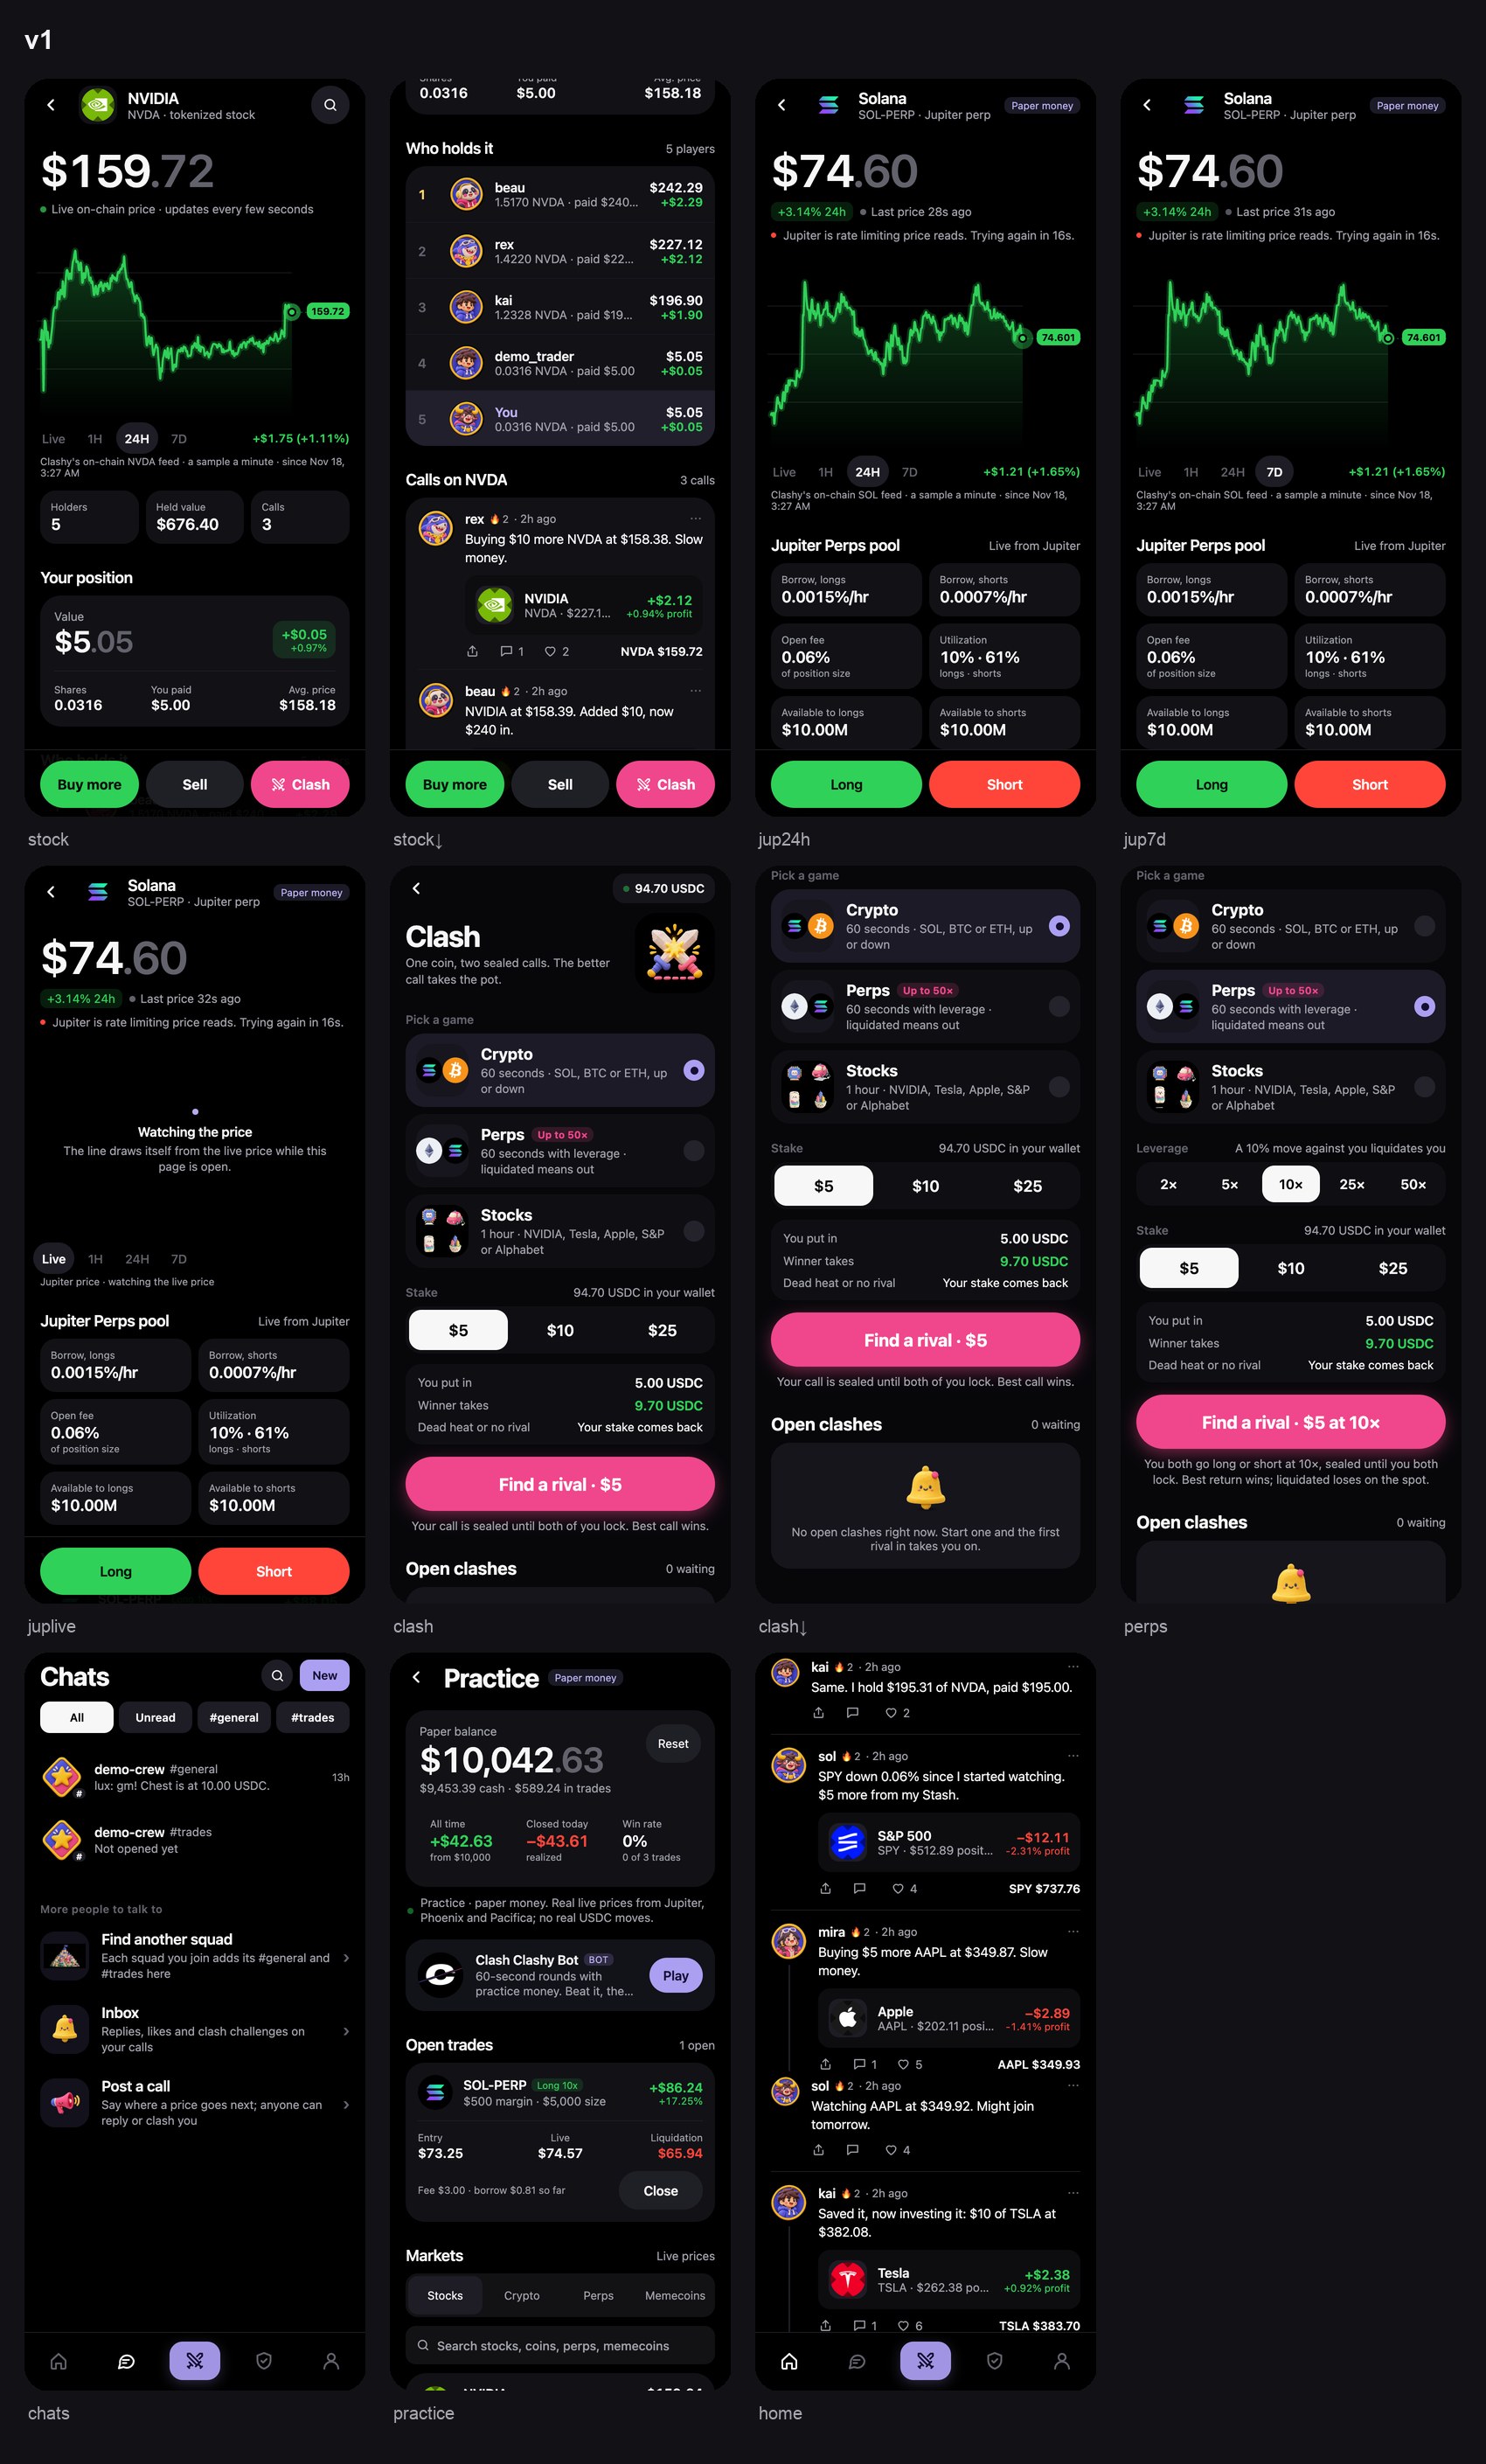 v1
NVIDIA
NVDA · tokenized stock
$159.72
Live on-chain price · updates every few seconds
159.72
Live 1H 24H 7D +$1.75 (+1.11%)
Clashy's on-chain NVDA feed · a sample a minute · since Nov 18,
3:27 AM
Holders Held value Calls
5 $676.40 3
Your position
Value
$5.05
+$0.05
+0.97%
Shares You paid Avg. price
0.0316 $5.00 $158.18
Buy more Sell Clash
stock
Shares You paid Avg. price
0.0316 $5.00 $158.18
Who holds it 5 players
1 beau $242.29
1.5170 NVDA · paid $240... +$2.29
2 rex $227.12
1.4220 NVDA · paid $22... +$2.12
3 kai $196.90
1.2328 NVDA · paid $19... +$1.90
4 demo_trader $5.05
0.0316 NVDA · paid $5.00 +$0.05
5 You $5.05
0.0316 NVDA · paid $5.00 +$0.05
Calls on NVDA 3 calls
rex 2 · 2h ago ...
Buying $10 more NVDA at $158.38. Slow
money.
NVIDIA +$2.12
NVDA · $227.1... +0.94% profit
1 2 NVDA $159.72
beau 2 · 2h ago ...
NVIDIA at $158.39. Added $10, now
$240 in.
Buy more Sell Clash
stock↓
Solana
SOL-PERP · Jupiter perp
Paper money
$74.60
+3.14% 24h Last price 28s ago
Jupiter is rate limiting price reads. Trying again in 16s.
74.601
Live 1H 24H 7D +$1.21 (+1.65%)
Clashy's on-chain SOL feed · a sample a minute · since Nov 18,
3:27 AM
Jupiter Perps pool Live from Jupiter
Borrow, longs Borrow, shorts
0.0015%/hr 0.0007%/hr
Open fee Utilization
0.06% 10% · 61%
of position size longs · shorts
Available to longs Available to shorts
$10.00M $10.00M
Long Short
jup24h
Solana
SOL-PERP · Jupiter perp
Paper money
$74.60
+3.14% 24h Last price 31s ago
Jupiter is rate limiting price reads. Trying again in 16s.
74.601
Live 1H 24H 7D +$1.21 (+1.65%)
Clashy's on-chain SOL feed · a sample a minute · since Nov 18,
3:27 AM
Jupiter Perps pool Live from Jupiter
Borrow, longs Borrow, shorts
0.0015%/hr 0.0007%/hr
Open fee Utilization
0.06% 10% · 61%
of position size longs · shorts
Available to longs Available to shorts
$10.00M $10.00M
Long Short
jup7d
Solana
SOL-PERP · Jupiter perp
Paper money
$74.60
+3.14% 24h Last price 32s ago
Jupiter is rate limiting price reads. Trying again in 16s.
Watching the price
The line draws itself from the live price while this
page is open.
Live 1H 24H 7D
Jupiter price · watching the live price
Jupiter Perps pool Live from Jupiter
Borrow, longs Borrow, shorts
0.0015%/hr 0.0007%/hr
Open fee Utilization
0.06% 10% · 61%
of position size longs · shorts
Available to longs Available to shorts
$10.00M $10.00M
Long Short
juplive
94.70 USDC
Clash
One coin, two sealed calls. The better
call takes the pot.
Pick a game
Crypto
60 seconds · SOL, BTC or ETH, up
or down
Perps Up to 50×
60 seconds with leverage ·
liquidated means out
Stocks
1 hour · NVIDIA, Tesla, Apple, S&P
or Alphabet
Stake 94.70 USDC in your wallet
$5 $10 $25
You put in 5.00 USDC
Winner takes 9.70 USDC
Dead heat or no rival Your stake comes back
Find a rival · $5
Your call is sealed until both of you lock. Best call wins.
Open clashes 0 waiting
clash
Pick a game
Crypto
60 seconds · SOL, BTC or ETH, up
or down
Perps Up to 50×
60 seconds with leverage ·
liquidated means out
Stocks
1 hour · NVIDIA, Tesla, Apple, S&P
or Alphabet
Stake 94.70 USDC in your wallet
$5 $10 $25
You put in 5.00 USDC
Winner takes 9.70 USDC
Dead heat or no rival Your stake comes back
Find a rival · $5
Your call is sealed until both of you lock. Best call wins.
Open clashes 0 waiting
No open clashes right now. Start one and the first
rival in takes you on.
clash↓
Pick a game
Crypto
60 seconds · SOL, BTC or ETH, up
or down
Perps Up to 50×
60 seconds with leverage ·
liquidated means out
Stocks
1 hour · NVIDIA, Tesla, Apple, S&P
or Alphabet
Leverage A 10% move against you liquidates you
2× 5× 10× 25× 50×
Stake 94.70 USDC in your wallet
$5 $10 $25
You put in 5.00 USDC
Winner takes 9.70 USDC
Dead heat or no rival Your stake comes back
Find a rival · $5 at 10×
You both go long or short at 10×, sealed until you both
lock. Best return wins; liquidated loses on the spot.
Open clashes 0 waiting
perps
Chats New
All Unread #general #trades
demo-crew #general
lux: gm! Chest is at 10.00 USDC. 13h
#
demo-crew #trades
Not opened yet
#
More people to talk to
Find another squad
Each squad you join adds its #general and
#trades here
Inbox
Replies, likes and clash challenges on
your calls
Post a call
Say where a price goes next; anyone can
reply or clash you
chats
Practice Paper money
Paper balance
$10,042.63
Reset
$9,453.39 cash · $589.24 in trades
All time Closed today Win rate
+$42.63 −$43.61 0%
from $10,000 realized 0 of 3 trades
Practice · paper money. Real live prices from Jupiter,
Phoenix and Pacifica; no real USDC moves.
Clash Clashy Bot BOT
60-second rounds with
practice money. Beat it, the...
Play
Open trades 1 open
SOL-PERP Long 10x +$86.24
$500 margin · $5,000 size +17.25%
Entry Live Liquidation
$73.25 $74.57 $65.94
Fee $3.00 · borrow $0.81 so far Close
Markets Live prices
Stocks Crypto Perps Memecoins
Search stocks, coins, perps, memecoins
practice
kai 2 · 2h ago ...
Same. I hold $195.31 of NVDA, paid $195.00.
2
sol 2 · 2h ago ...
SPY down 0.06% since I started watching.
$5 more from my Stash.
S&P 500 −$12.11
SPY · $512.89 posit... -2.31% profit
4 SPY $737.76
mira 2 · 2h ago ...
Buying $5 more AAPL at $349.87. Slow
money.
Apple −$2.89
AAPL · $202.11 posi... -1.41% profit
1 5 AAPL $349.93
sol 2 · 2h ago ...
Watching AAPL at $349.92. Might join
tomorrow.
4
kai 2 · 2h ago ...
Saved it, now investing it: $10 of TSLA at
$382.08.
Tesla +$2.38
TSLA · $262.38 po... +0.92% profit
1 6 TSLA $383.70
home